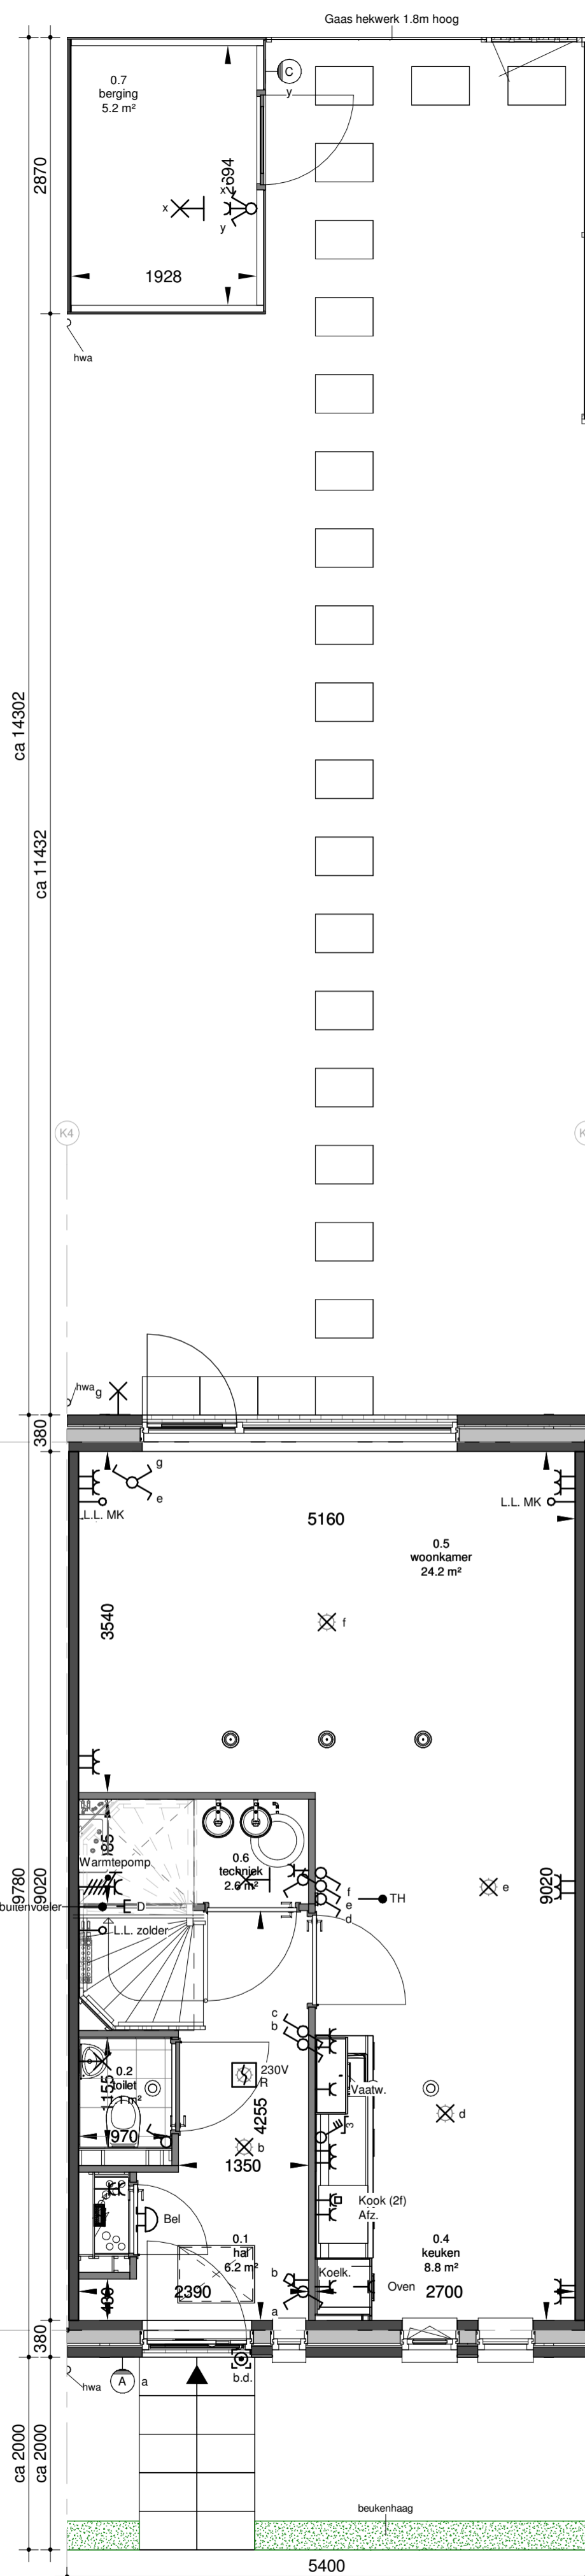 Gaas hekwerk 1.8m hoog
0.7
berging
5.2 m²
C
y
2870
2694
x
x
y
1928
hwa
ca 14302
ca 11432
K4
K
hwa
g
380
g
e
L.L. MK
L.L. MK
5160
0.5
woonkamer
24.2 m²
3540
f
Warmtepomp
0.6
techniek
2.6 m²
9780
9020
9020
f
e
d
TH
e
buitenvoeler
D
L.L. zolder
c
b
0.2
toilet
1155
230V
R
Vaatw.
4255
3
d
970
b
1350
Bel
Kook (2f)
Afz.
0.1
hal
6.2 m²
0.4
keuken
8.8 m²
b
Koelk.
Oven
2390
2700
a
380
hwa
A
a
b.d.
ca 2000
ca 2000
beukenhaag
5400